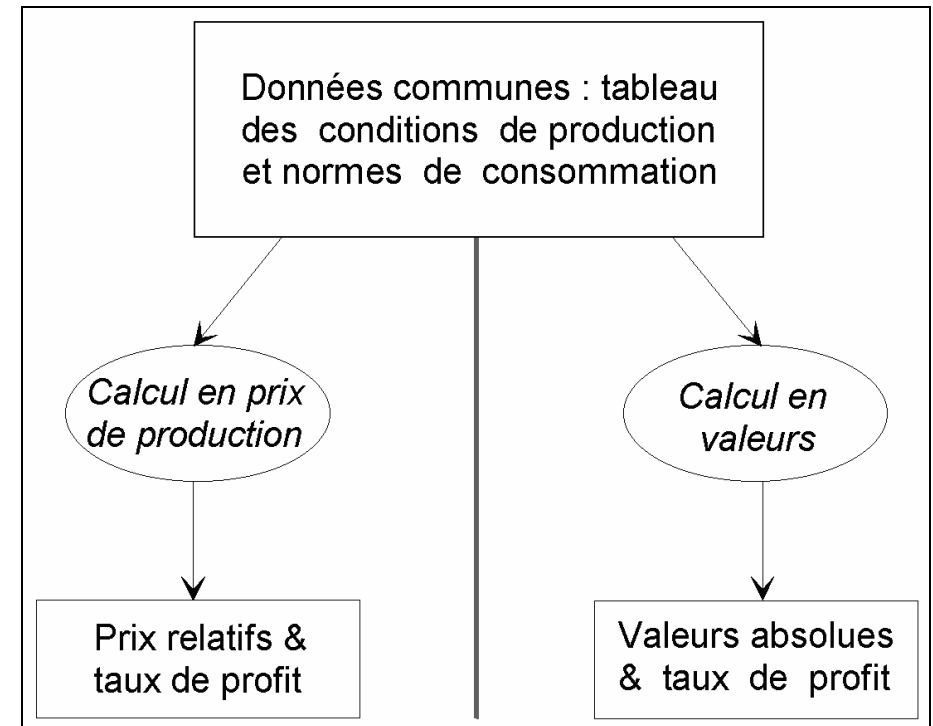 Données communes : tableau
des conditions de production
et normes de consommation
Calcul en prix
de production
Calcul en
valeurs
Prix relatifs &
taux de profit
Valeurs absolues
& taux de profit